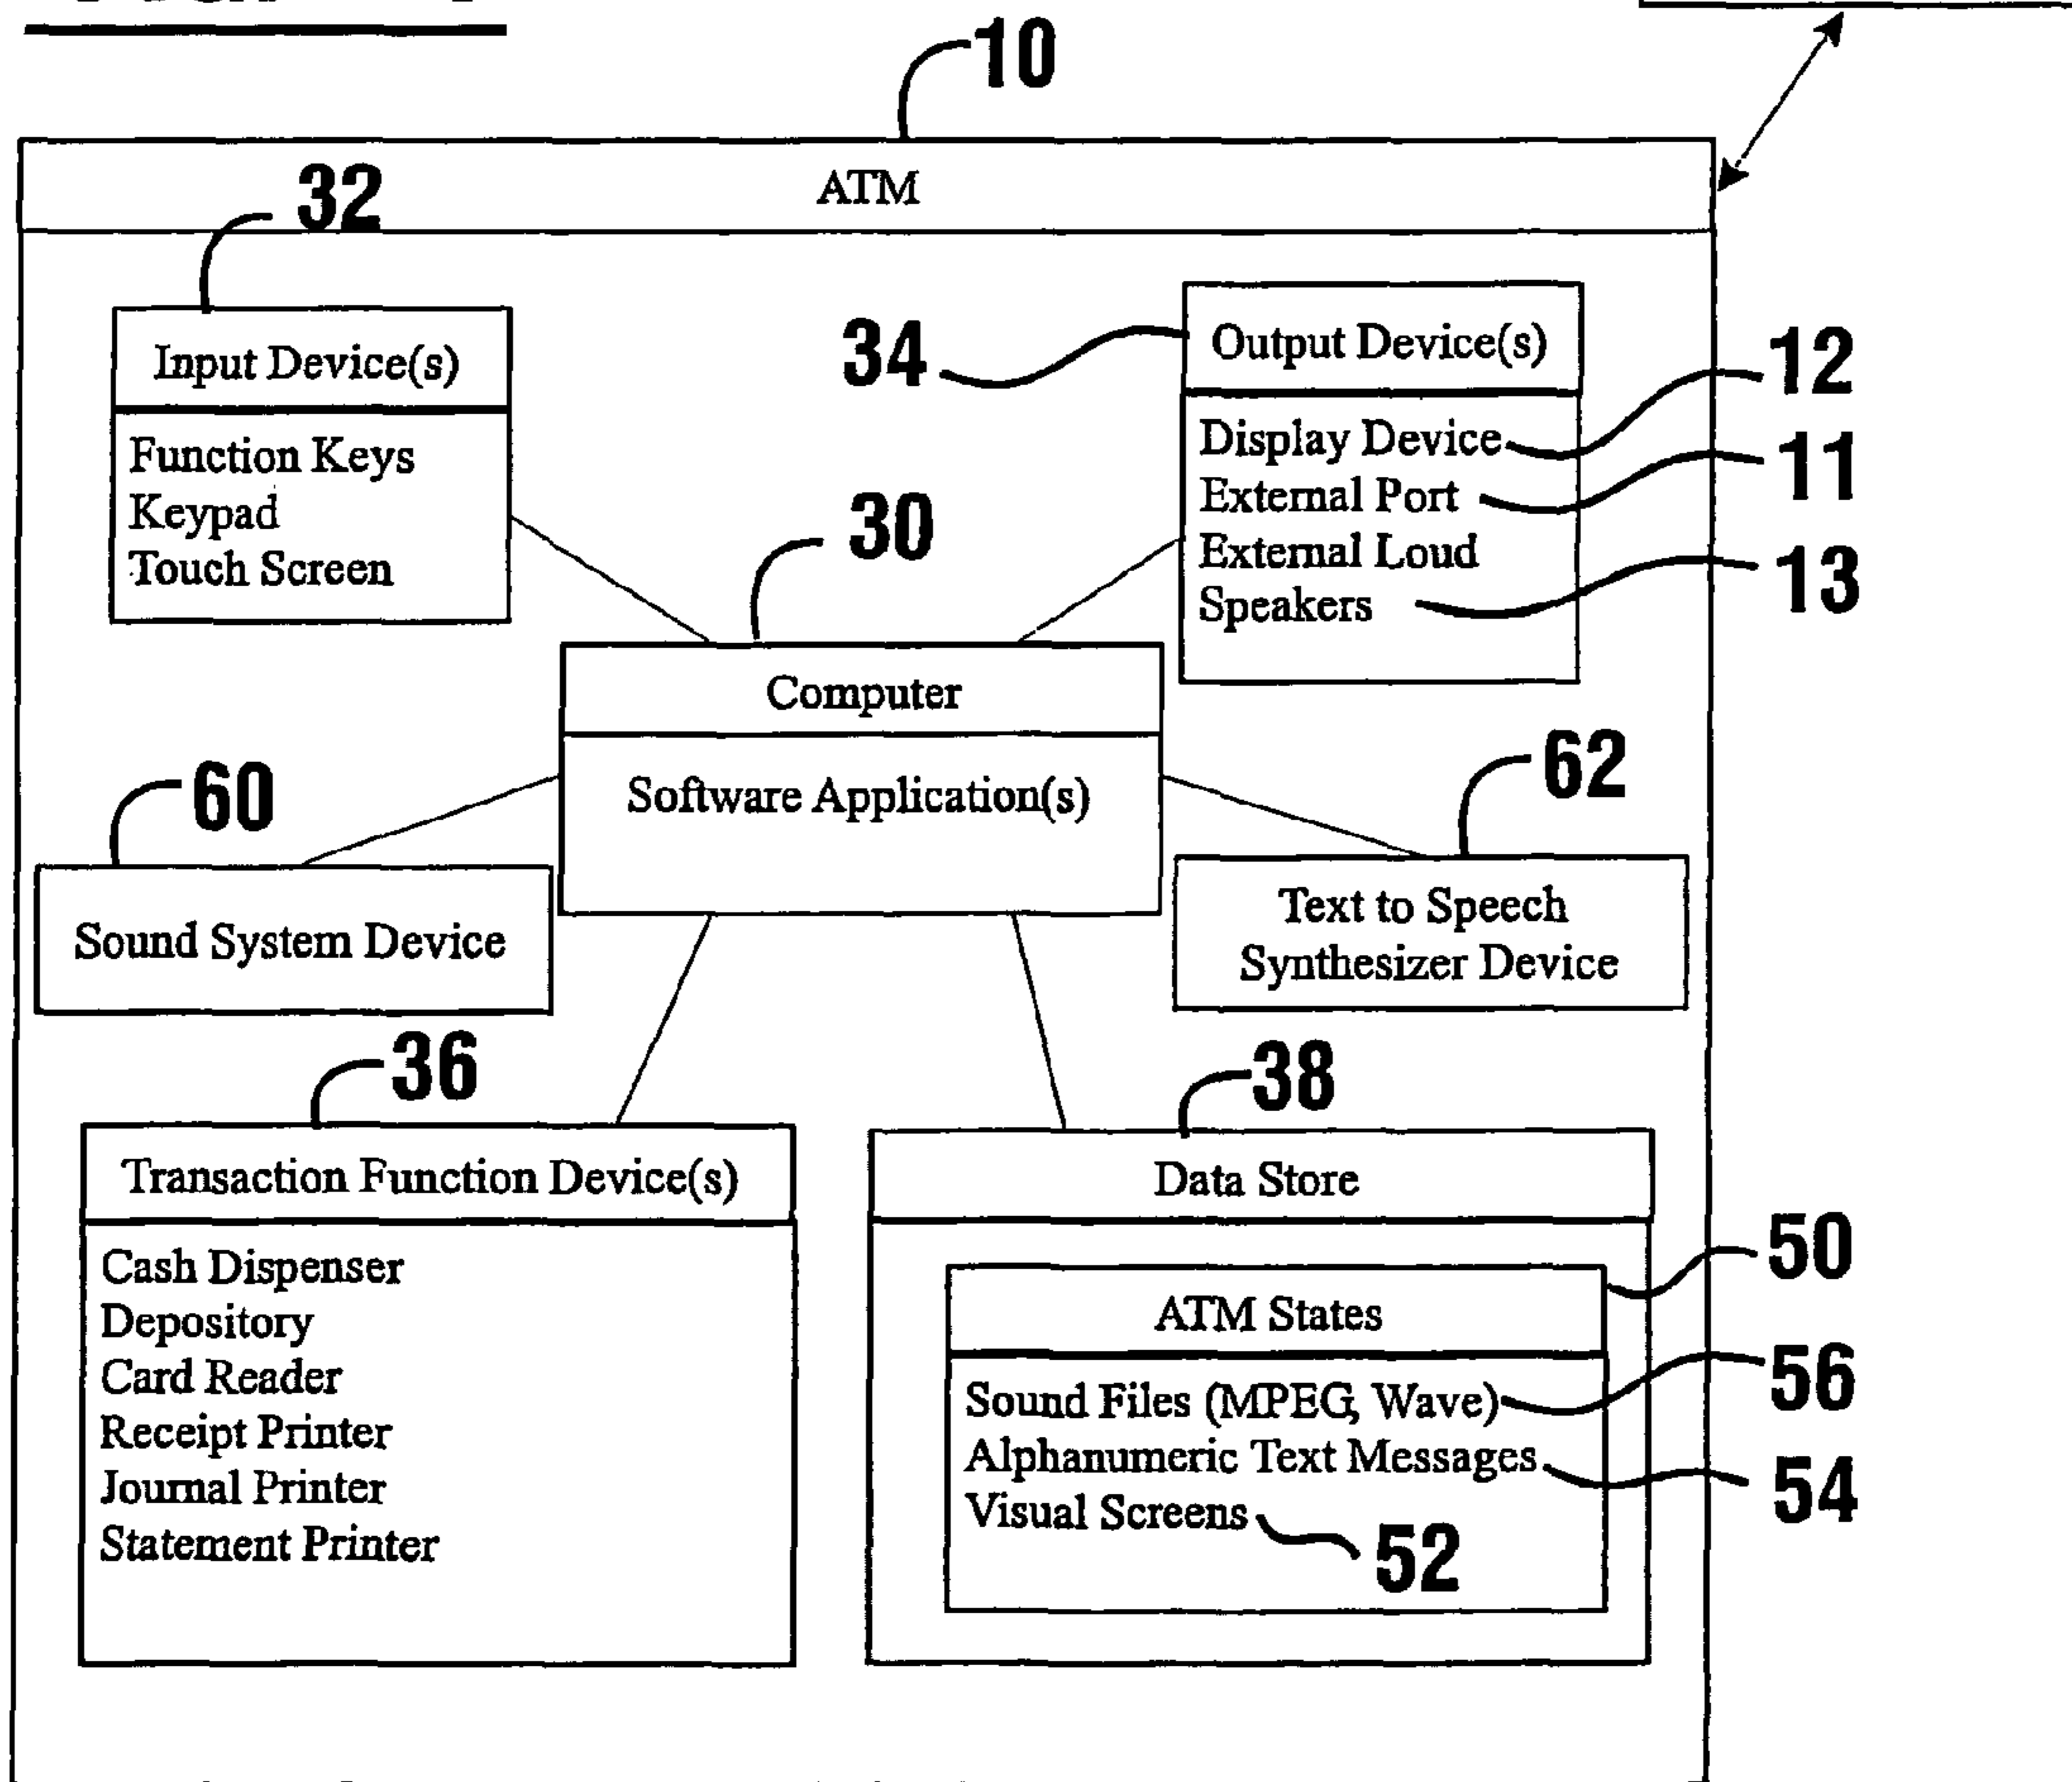 10
ATM
32
Input Device(s)
Function Keys
Keypad
Touch Screen
34
Output Device(s)
Display Device
External Port
External Loud
Speakers
12
11
13
30
Computer
Software Application(s)
60
Sound System Device
62
Text to Speech
Synthesizer Device
36
Transaction Function Device(s)
Cash Dispenser
Depository
Card Reader
Receipt Printer
Journal Printer
Statement Printer
38
Data Store
50
ATM States
Sound Files (MPEG, Wave)
Alphanumeric Text Messages
Visual Screens
56
54
52